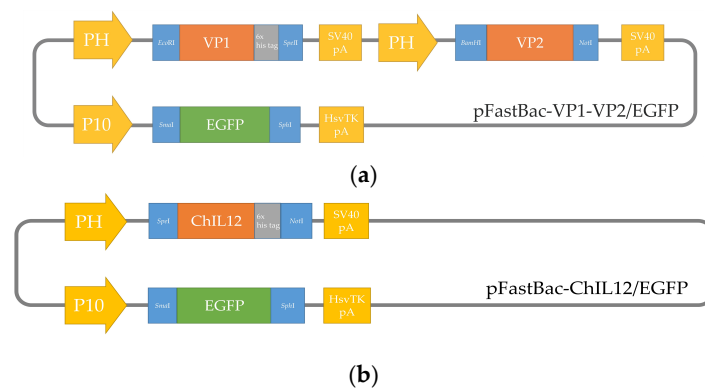 PH
EcoRI
VP1
6x
his tag
SpeII
SV40
pA
PH
BamHI
VP2
NotI
SV40
pA
P10
SmaI
EGFP
SphI
HsvTK
pA
pFastBac-VP1-VP2/EGFP
(a)
PH
SpeI
ChIL12
6x
his tag
NotI
SV40
pA
P10
SmaI
EGFP
SphI
HsvTK
pA
pFastBac-ChIL12/EGFP
(b)